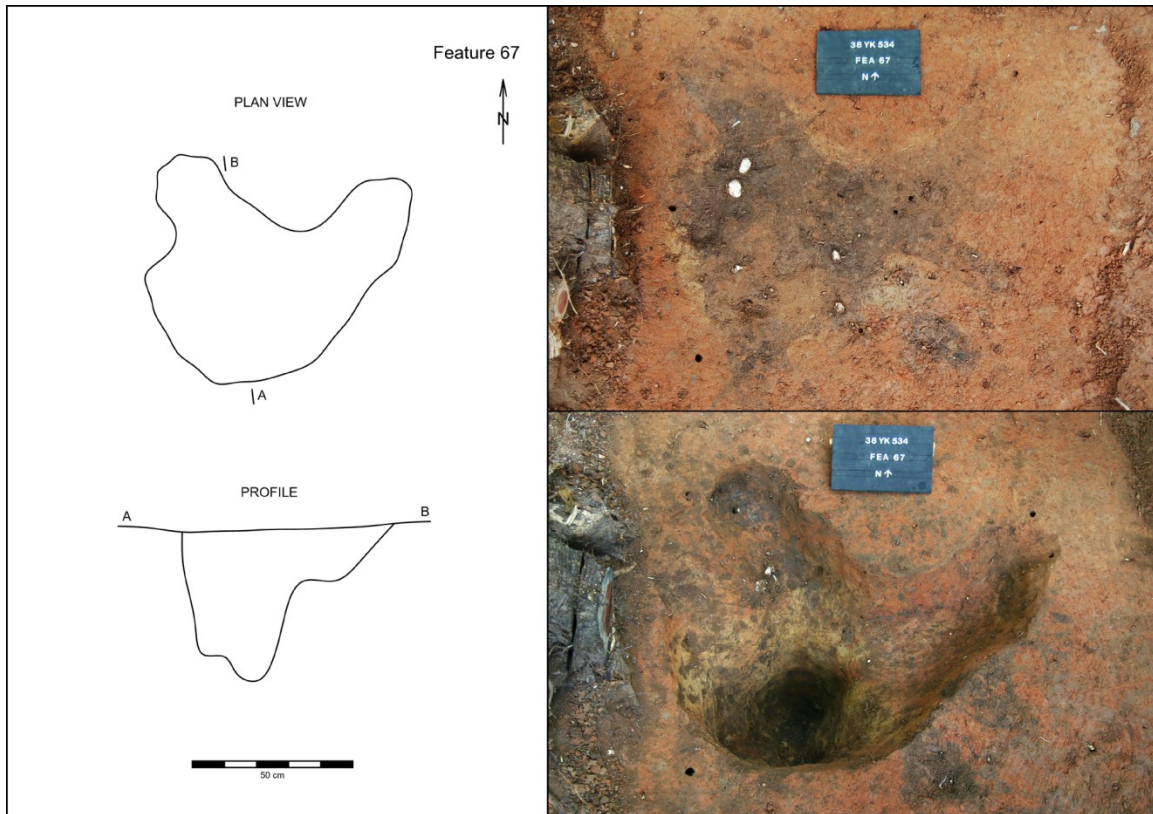 Feature 67
PLAN VIEW
N
B
A
PROFILE
A
B
50 cm
38 YK 534
FEA 67
N ↑
38 YK 534
FEA 67
N ↑